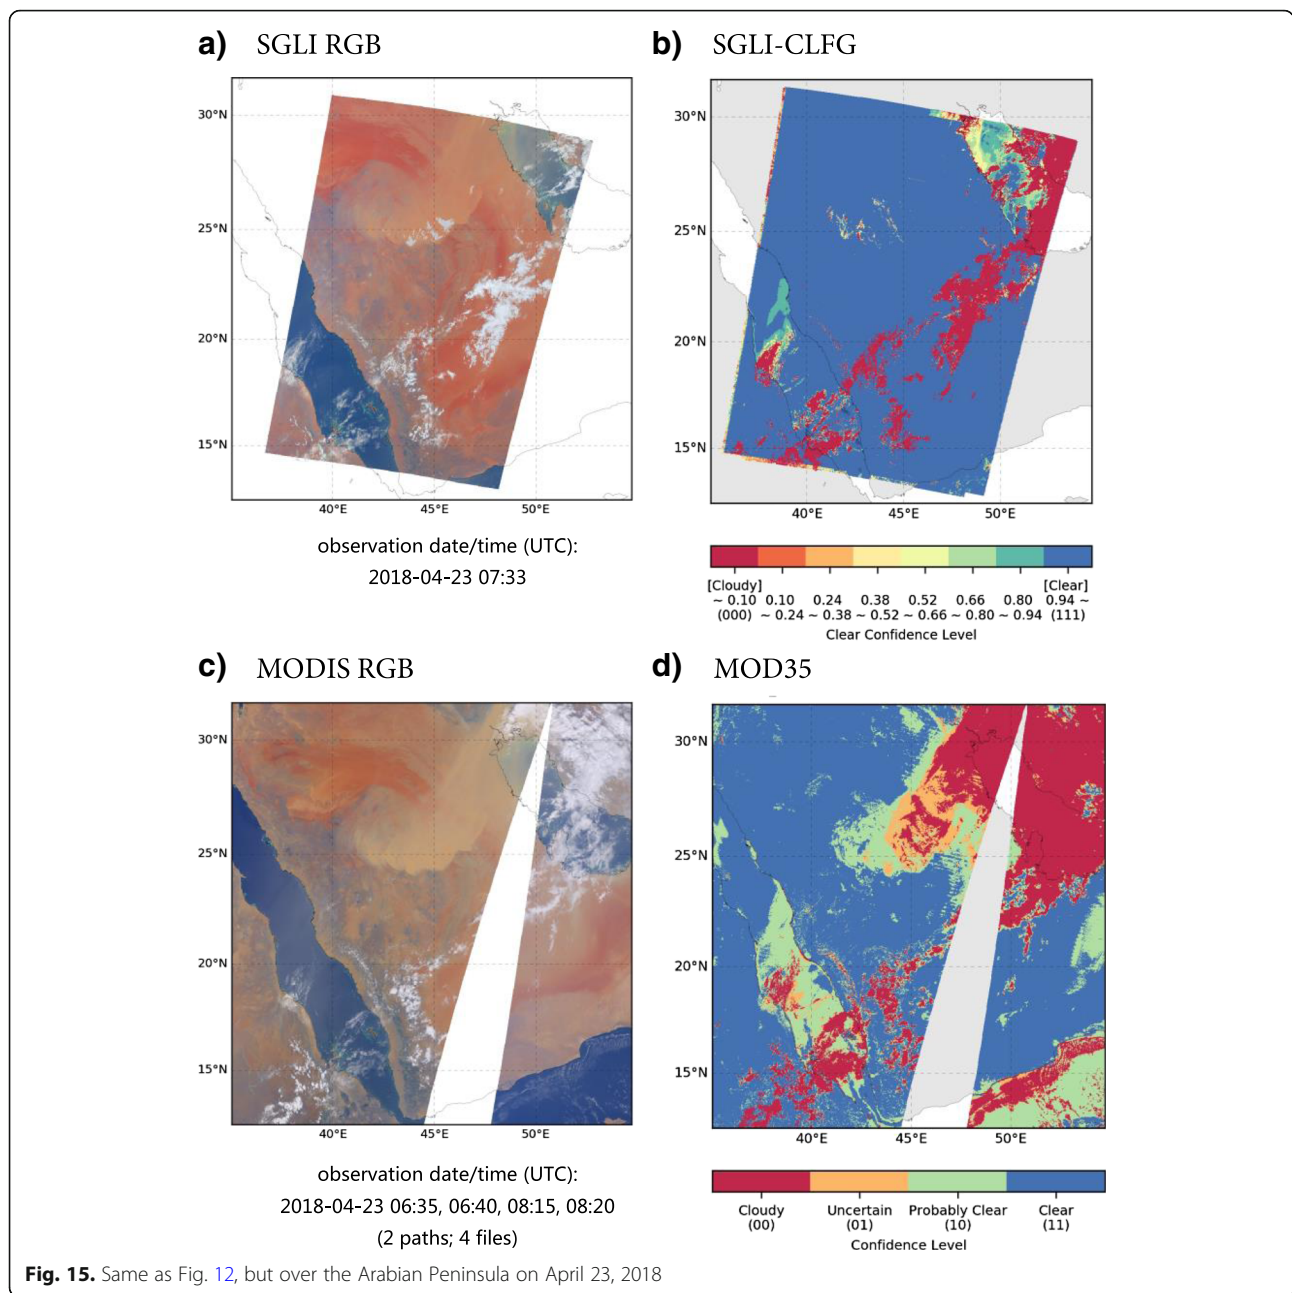 a) SGLI RGB
b) SGLI-CLFG
30°N
25°N
20°N
15°N
40°E 45°E 50°E
30°N
25°N
20°N
15°N
40°E 45°E 50°E
observation date/time (UTC):
2018-04-23 07:33
[Cloudy] [Clear]
~ 0.10 0.10 0.24 0.38 0.52 0.66 0.80 0.94 ~
(000) ~ 0.24 ~ 0.38 ~ 0.52 ~ 0.66 ~ 0.80 ~ 0.94 (111)
Clear Confidence Level
c) MODIS RGB
d) MOD35
30°N
25°N
20°N
15°N
40°E 45°E 50°E
30°N
25°N
20°N
15°N
40°E 45°E 50°E
observation date/time (UTC):
2018-04-23 06:35, 06:40, 08:15, 08:20
(2 paths; 4 files)
Cloudy Uncertain Probably Clear Clear
(00) (01) (10) (11)
Confidence Level
Fig. 15. Same as Fig. 12, but over the Arabian Peninsula on April 23, 2018